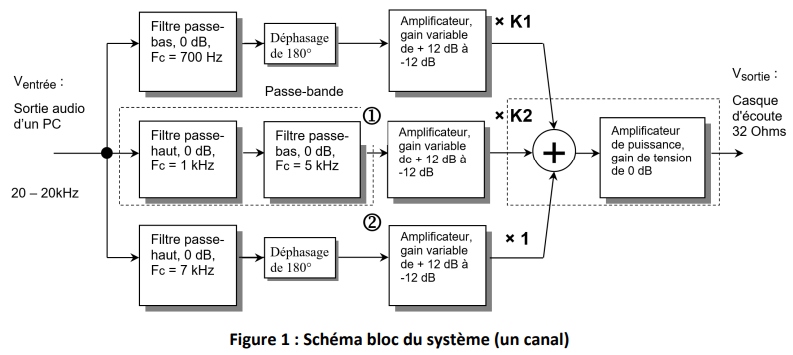 Filtre passe-
bas, 0 dB,
Fc = 700 Hz
Déphasage
de 180°
Amplificateur,
gain variable
de + 12 dB à
-12 dB
× K1
Ventrée :
Sortie audio
d'un PC
20 – 20kHz
Passe-bande
①
Filtre passe-
haut, 0 dB,
Fc = 1 kHz
Filtre passe-
bas, 0 dB,
Fc = 5 kHz
Amplificateur,
gain variable
de + 12 dB à
-12 dB
× K2
+
Amplificateur
de puissance,
gain de tension
de 0 dB
Vsortie :
Casque
d'écoute
32 Ohms
②
Filtre passe-
haut, 0 dB,
Fc = 7 kHz
Déphasage
de 180°
Amplificateur,
gain variable
de + 12 dB à
-12 dB
× 1
Figure 1 : Schéma bloc du système (un canal)